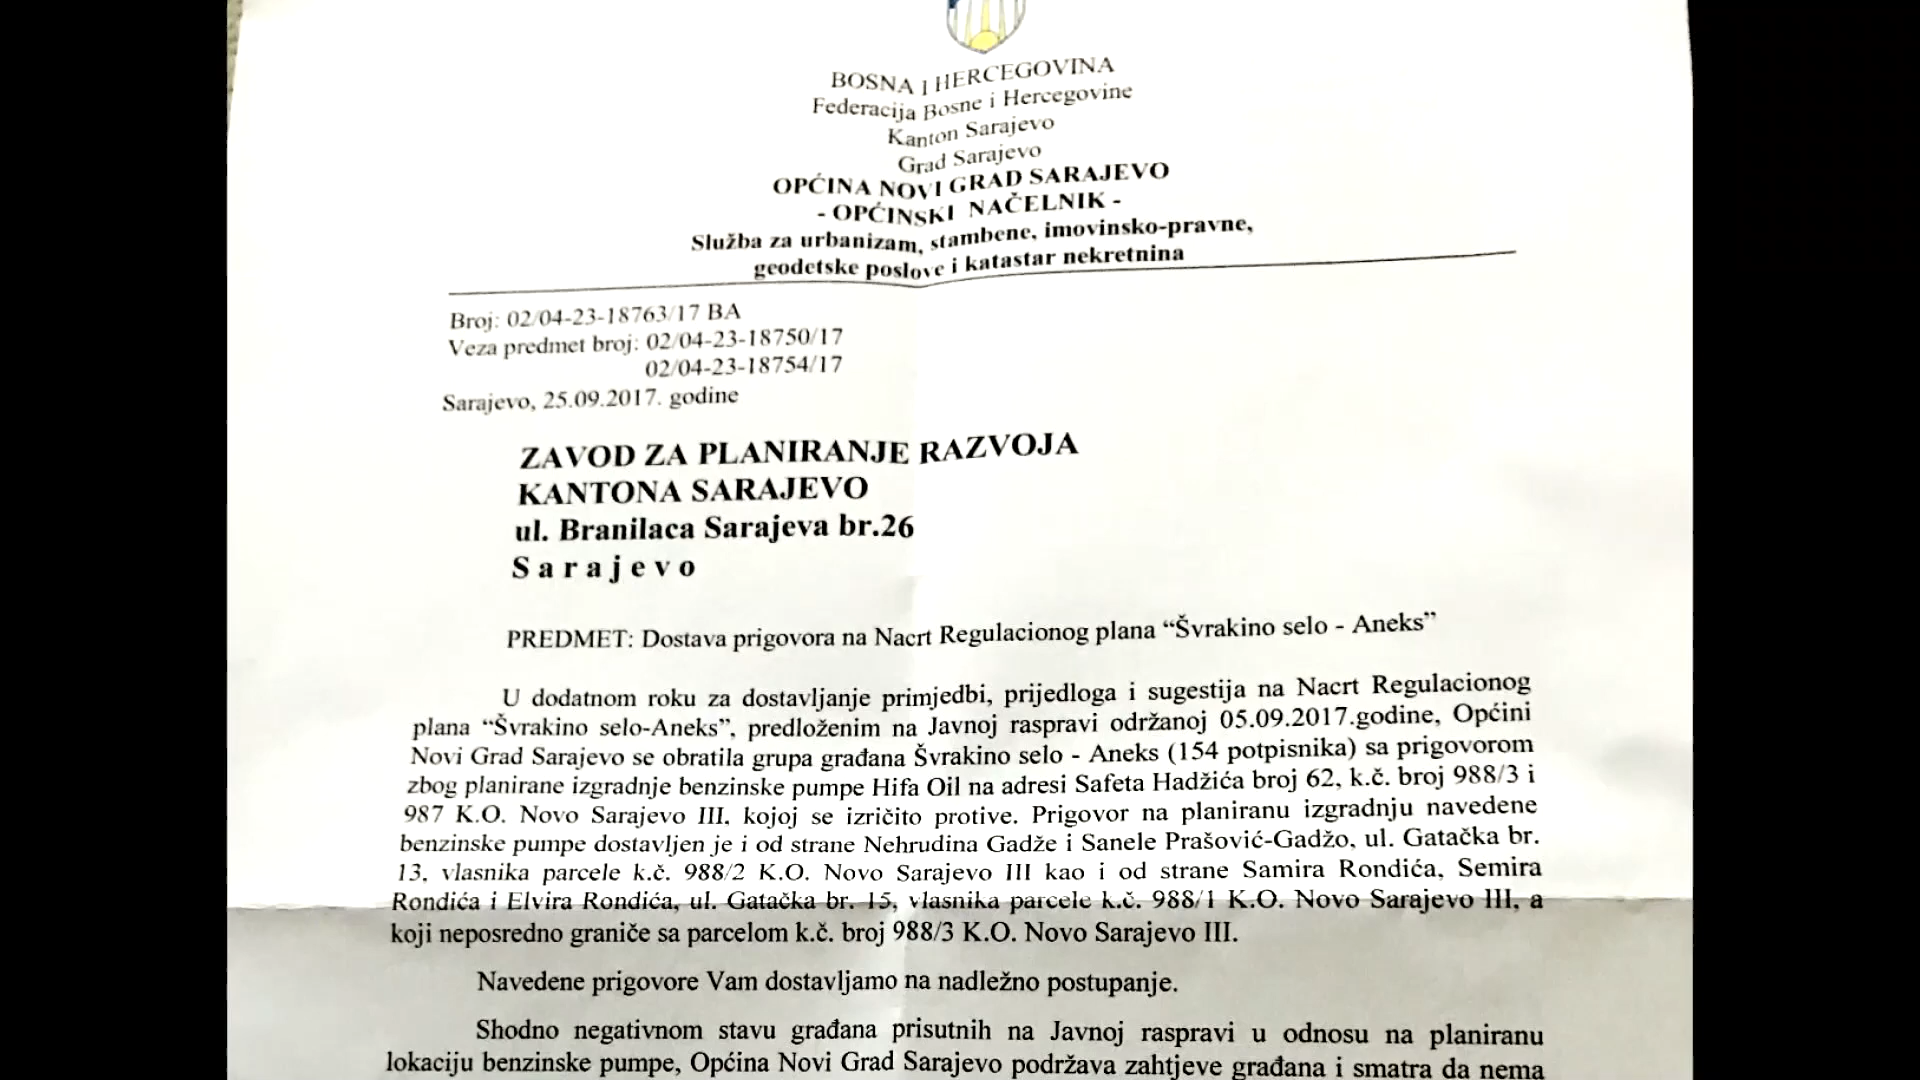 BOSNA I HERCEGOVINA
Federacija Bosne i Hercegovine
Kanton Sarajevo
Grad Sarajevo
OPĆINA NOVI GRAD SARAJEVO
- OPĆINSKI NAČELNIK -
Služba za urbanizam, stambene, imovinsko-pravne,
geodetske poslove i katastar nekretnina
Broj: 02/04-23-18763/17 BA
Veza predmet broj: 02/04-23-18750/17
02/04-23-18754/17
Sarajevo, 25.09.2017. godine
ZAVOD ZA PLANIRANJE RAZVOJA
KANTONA SARAJEVO
ul. Branilaca Sarajeva br.26
S a r a j e v o
PREDMET: Dostava prigovora na Nacrt Regulacionog plana “Švrakino selo - Aneks”
U dodatnom roku za dostavljanje primjedbi, prijedloga i sugestija na Nacrt Regulacionog
plana “Švrakino selo-Aneks”, predloženim na Javnoj raspravi održanoj 05.09.2017.godine, Općini
Novi Grad Sarajevo se obratila grupa građana Švrakino selo - Aneks (154 potpisnika) sa prigovorom
zbog planirane izgradnje benzinske pumpe Hifa Oil na adresi Safeta Hadžića broj 62, k.č. broj 988/3 i
987 K.O. Novo Sarajevo III, kojoj se izričito protive. Prigovor na planiranu izgradnju navedene
benzinske pumpe dostavljen je i od strane Nehrudina Gadže i Sanele Prašović-Gadžo, ul. Gatačka br.
13, vlasnika parcele k.č. 988/2 K.O. Novo Sarajevo III kao i od strane Samira Rondića, Semira
Rondića i Elvira Rondića, ul. Gatačka br. 15, vlasnika parcele k.č. 988/1 K.O. Novo Sarajevo III, a
koji neposredno graniče sa parcelom k.č. broj 988/3 K.O. Novo Sarajevo III.
Navedene prigovore Vam dostavljamo na nadležno postupanje.
Shodno negativnom stavu građana prisutnih na Javnoj raspravi u odnosu na planiranu
lokaciju benzinske pumpe, Općina Novi Grad Sarajevo podržava zahtjeve građana i smatra da nema